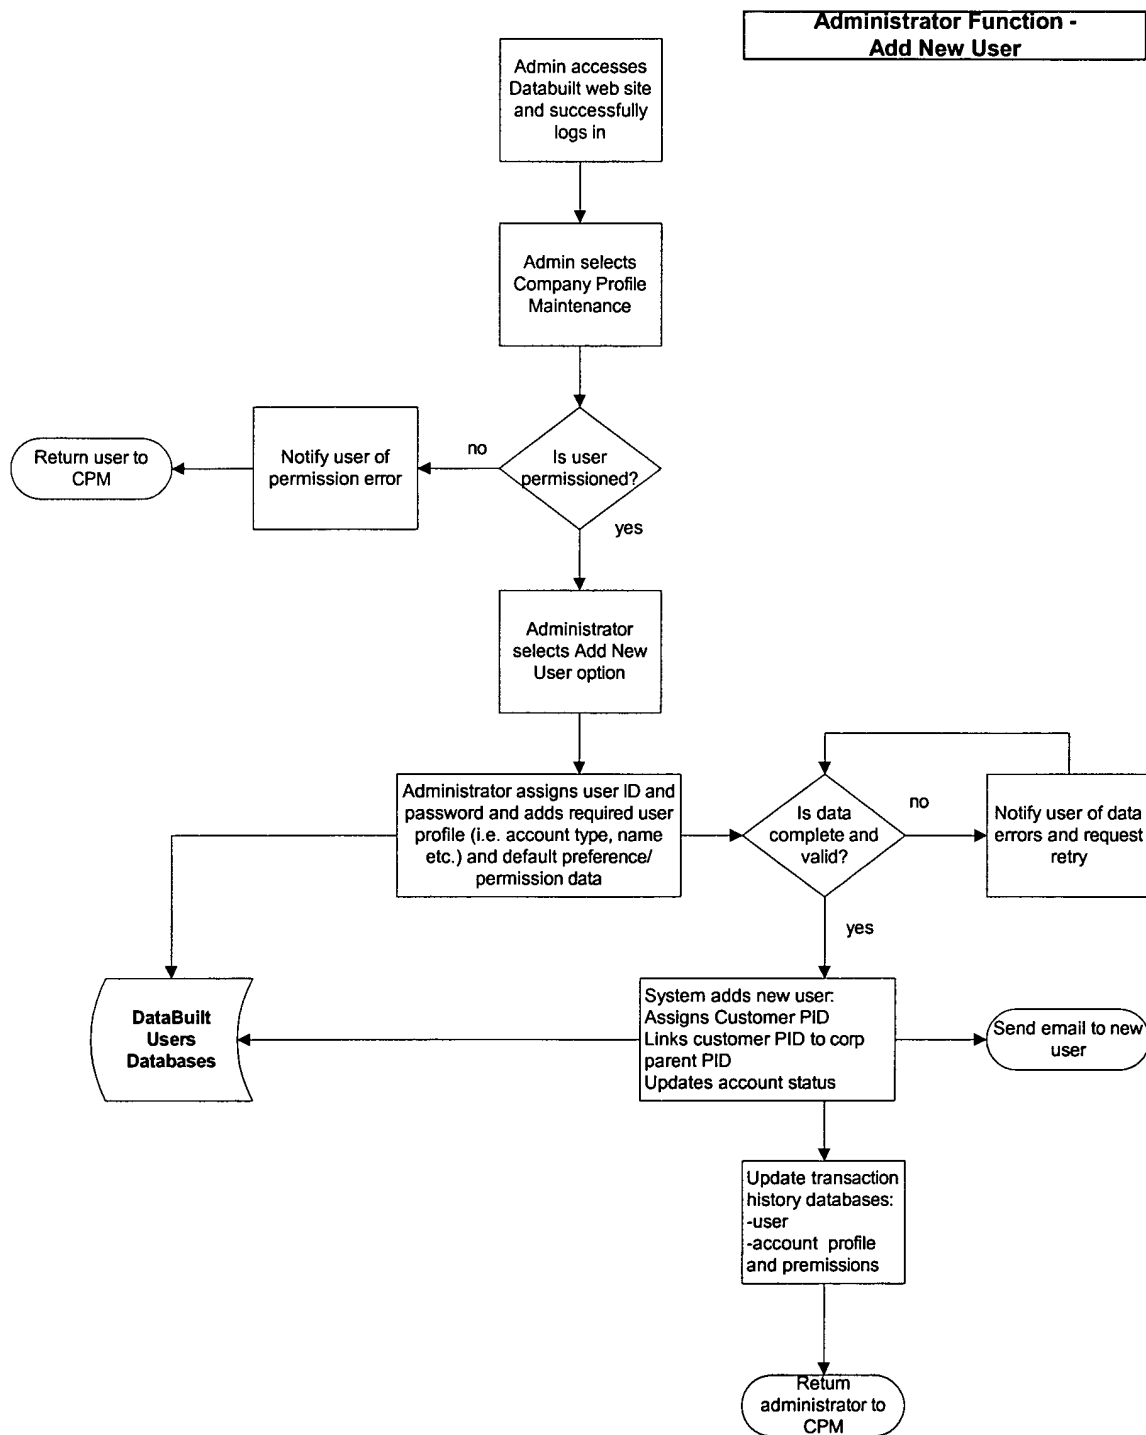 Administrator Function -
Add New User
Admin accesses
Databuilt web site
and successfully
logs in
Admin selects
Company Profile
Maintenance
Return user to
CPM
Notify user of
permission error
no
Is user
permissioned?
yes
Administrator
selects Add New
User option
Administrator assigns user ID and
password and adds required user
profile (i.e. account type, name
etc.) and default preference/
permission data
Is data
complete and
valid?
no
Notify user of data
errors and request
retry
yes
DataBuilt
Users
Databases
System adds new user:
Assigns Customer PID
Links customer PID to corp
parent PID
Updates account status
Send email to new
user
Update transaction
history databases:
-user
-account profile
and premissions
Return
administrator to
CPM